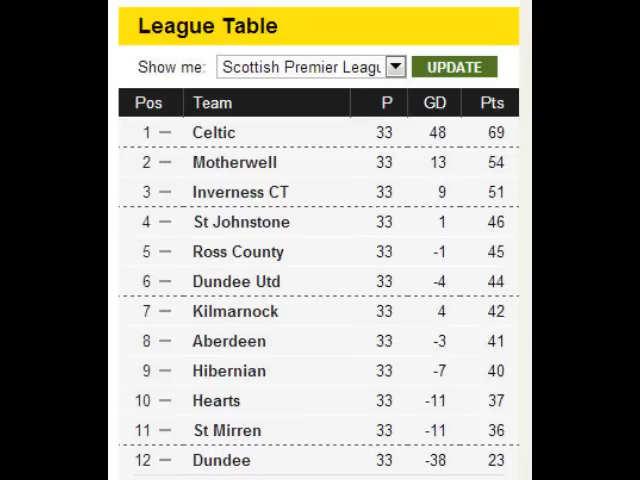 League Table
Show me: Scottish Premier Leagu UPDATE
Pos Team P GD Pts
1 Celtic 33 48 69
2 Motherwell 33 13 54
3 Inverness CT 33 9 51
4 St Johnstone 33 1 46
5 Ross County 33 -1 45
6 Dundee Utd 33 -4 44
7 Kilmarnock 33 4 42
8 Aberdeen 33 -3 41
9 Hibernian 33 -7 40
10 Hearts 33 -11 37
11 St Mirren 33 -11 36
12 Dundee 33 -38 23